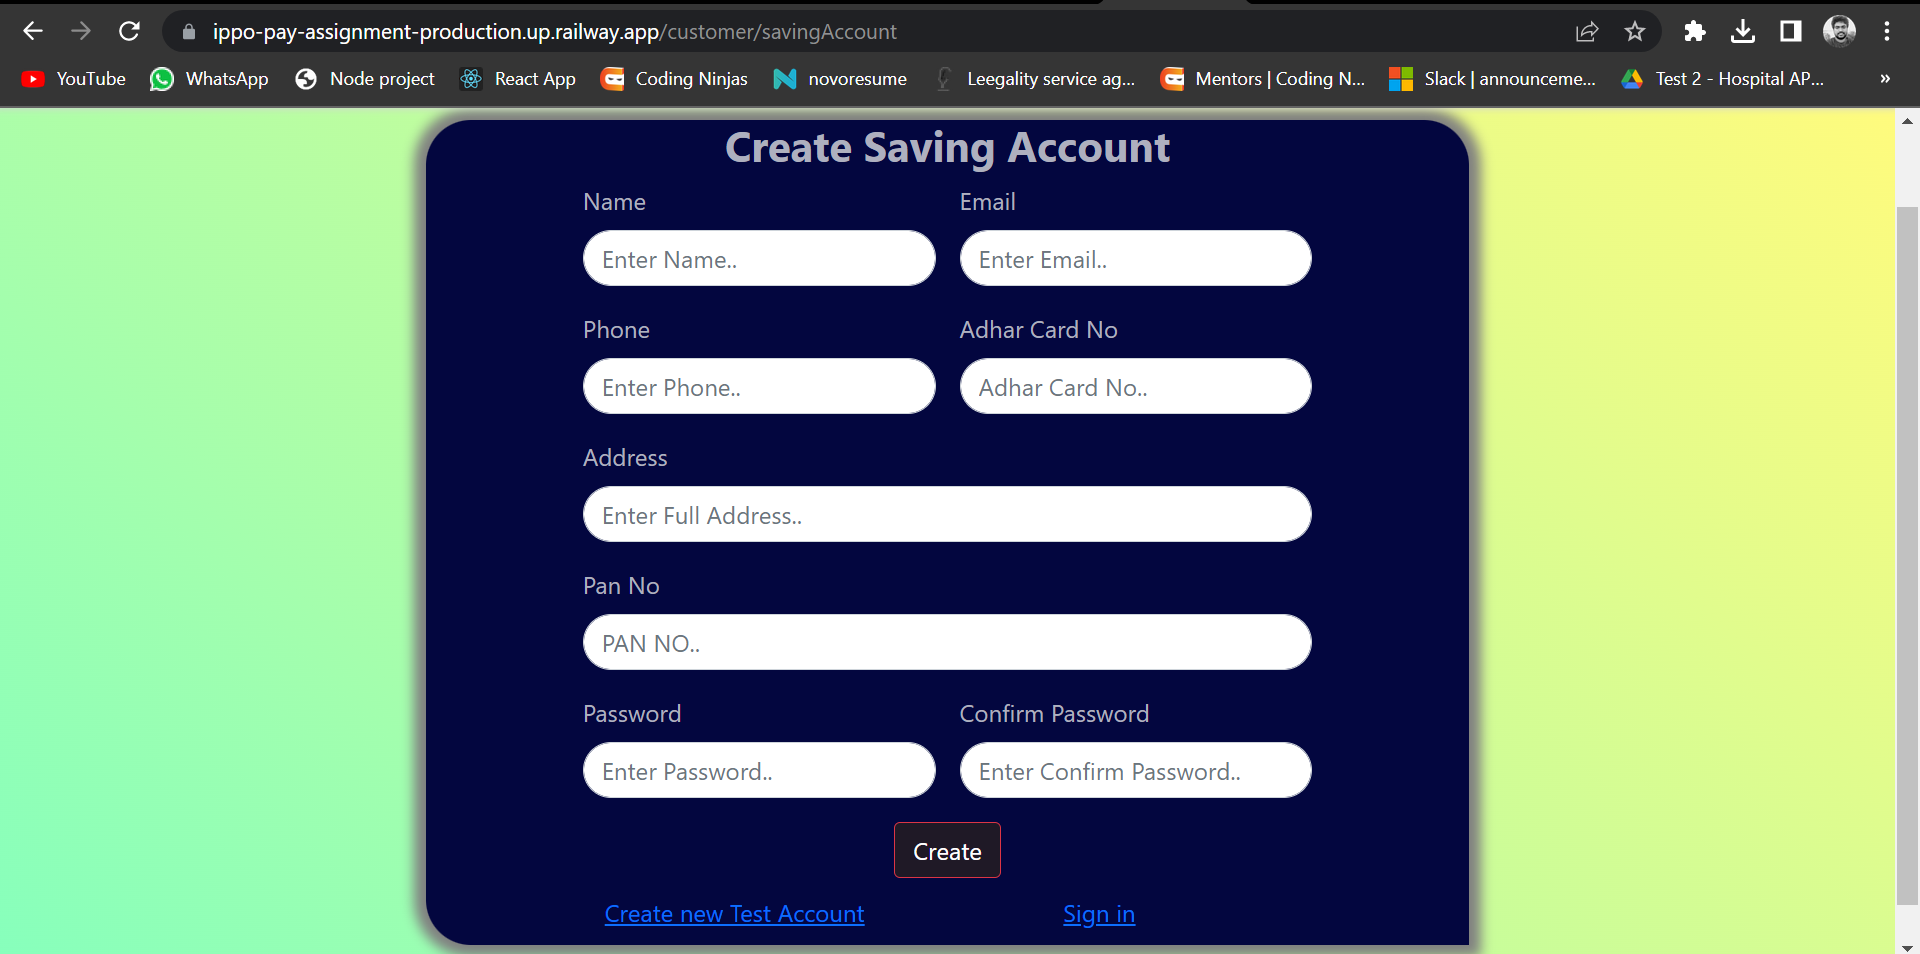 ippo-pay-assignment-production.up.railway.app/customer/savingAccount
YouTube WhatsApp Node project React App Coding Ninjas novoresume Leegality service ag... Mentors | Coding N... Slack | announceme... Test 2 - Hospital AP... »
Create Saving Account
Name Email
Enter Name.. Enter Email..
Phone Adhar Card No
Enter Phone.. Adhar Card No..
Address
Enter Full Address..
Pan No
PAN NO..
Password Confirm Password
Enter Password.. Enter Confirm Password..
Create
Create new Test Account Sign in